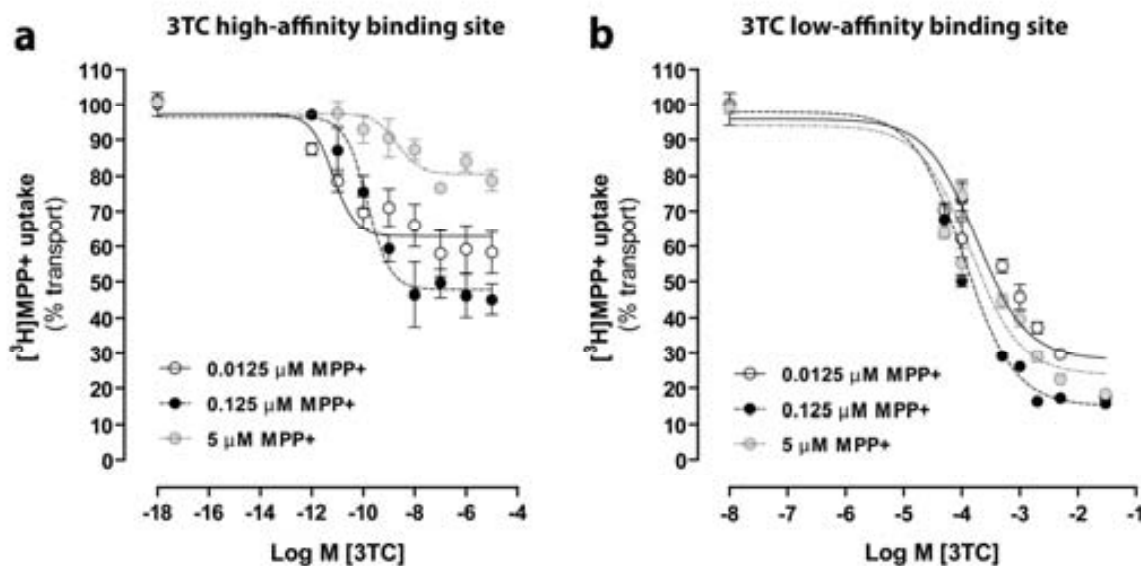 a
3TC high-affinity binding site
110
100
90
80
70
60
50
40
30
20
10
0
[³H]MPP+ uptake
(% transport)
0.0125 μM MPP+
0.125 μM MPP+
5 μM MPP+
-18 -16 -14 -12 -10 -8 -6 -4
Log M [3TC]
b
3TC low-affinity binding site
110
100
90
80
70
60
50
40
30
20
10
0
[³H]MPP+ uptake
(% transport)
0.0125 μM MPP+
0.125 μM MPP+
5 μM MPP+
-8 -7 -6 -5 -4 -3 -2 -1
Log M [3TC]